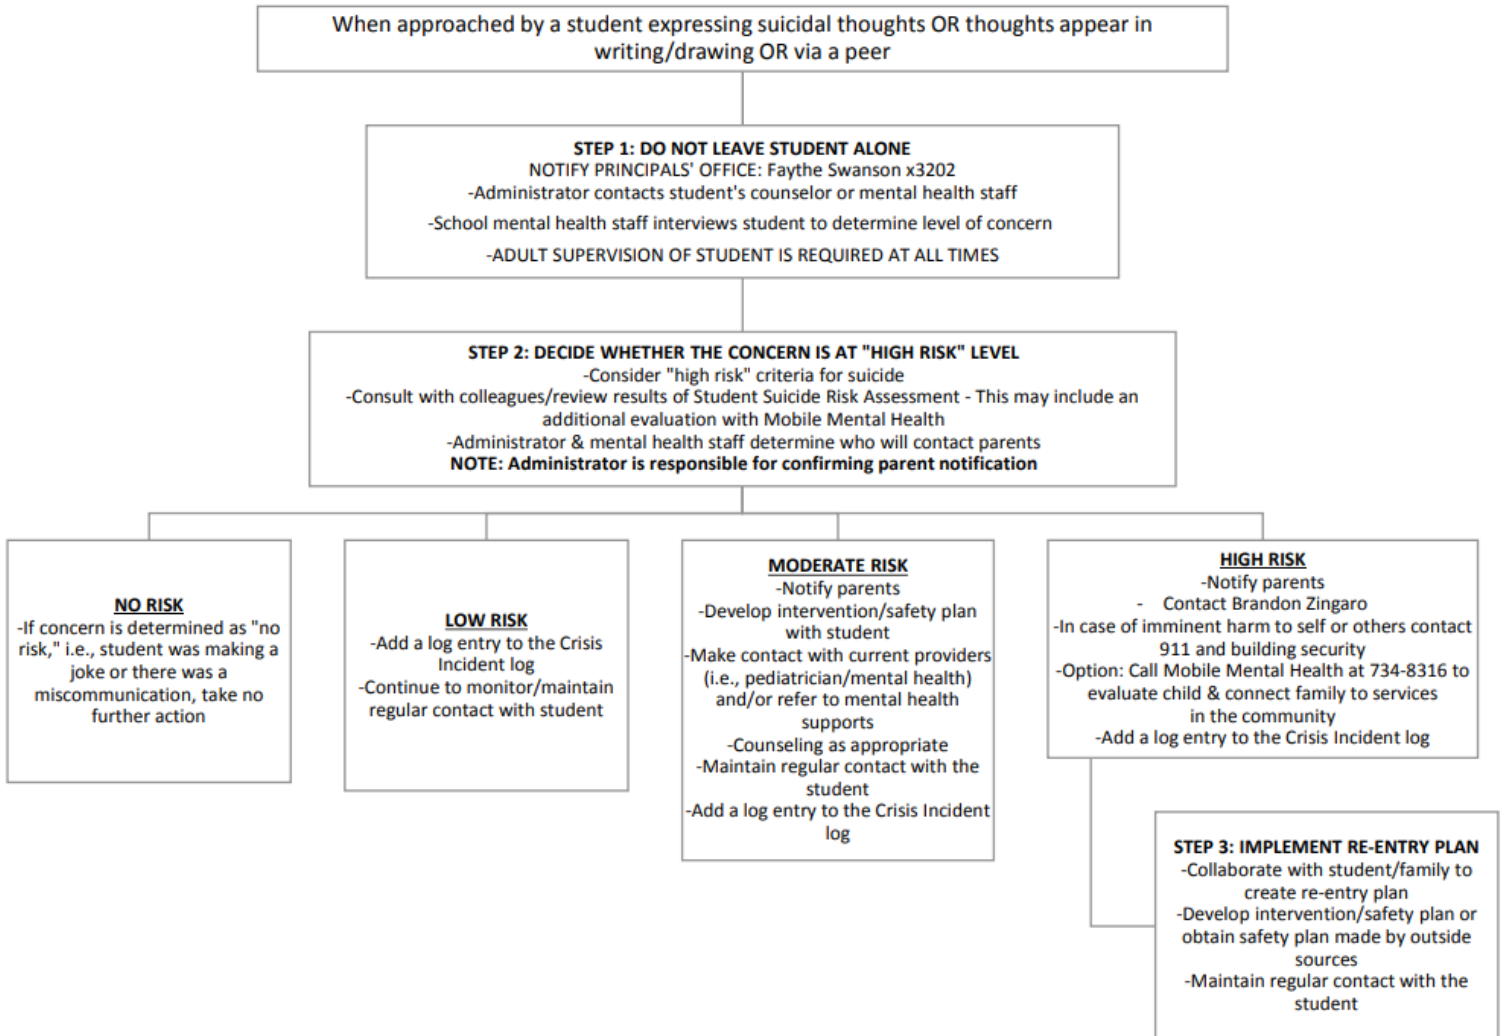 When approached by a student expressing suicidal thoughts OR thoughts appear in
writing/drawing OR via a peer
STEP 1: DO NOT LEAVE STUDENT ALONE
NOTIFY PRINCIPALS' OFFICE: Faythe Swanson x3202
-Administrator contacts student's counselor or mental health staff
-School mental health staff interviews student to determine level of concern
-ADULT SUPERVISION OF STUDENT IS REQUIRED AT ALL TIMES
STEP 2: DECIDE WHETHER THE CONCERN IS AT "HIGH RISK" LEVEL
-Consider "high risk" criteria for suicide
-Consult with colleagues/review results of Student Suicide Risk Assessment - This may include an
additional evaluation with Mobile Mental Health
-Administrator & mental health staff determine who will contact parents
NOTE: Administrator is responsible for confirming parent notification
NO RISK
-If concern is determined as "no
risk," i.e., student was making a
joke or there was a
miscommunication, take no
further action
LOW RISK
-Add a log entry to the Crisis
Incident log
-Continue to monitor/maintain
regular contact with student
MODERATE RISK
-Notify parents
-Develop intervention/safety plan
with student
-Make contact with current providers
(i.e., pediatrician/mental health)
and/or refer to mental health
supports
-Counseling as appropriate
-Maintain regular contact with the
student
-Add a log entry to the Crisis Incident
log
HIGH RISK
-Notify parents
- Contact Brandon Zingaro
-In case of imminent harm to self or others contact
911 and building security
-Option: Call Mobile Mental Health at 734-8316 to
evaluate child & connect family to services
in the community
-Add a log entry to the Crisis Incident log
STEP 3: IMPLEMENT RE-ENTRY PLAN
-Collaborate with student/family to
create re-entry plan
-Develop intervention/safety plan or
obtain safety plan made by outside
sources
-Maintain regular contact with the
student